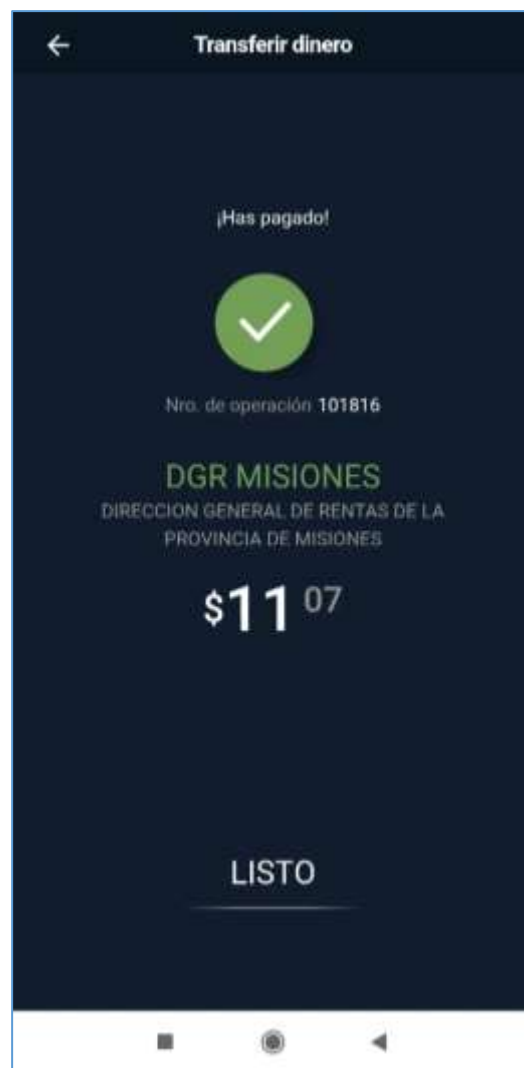 Transferir dinero
¡Has pagado!
Nro. de operación 101816
DGR MISIONES
DIRECCION GENERAL DE RENTAS DE LA
PROVINCIA DE MISIONES
$11 07
LISTO